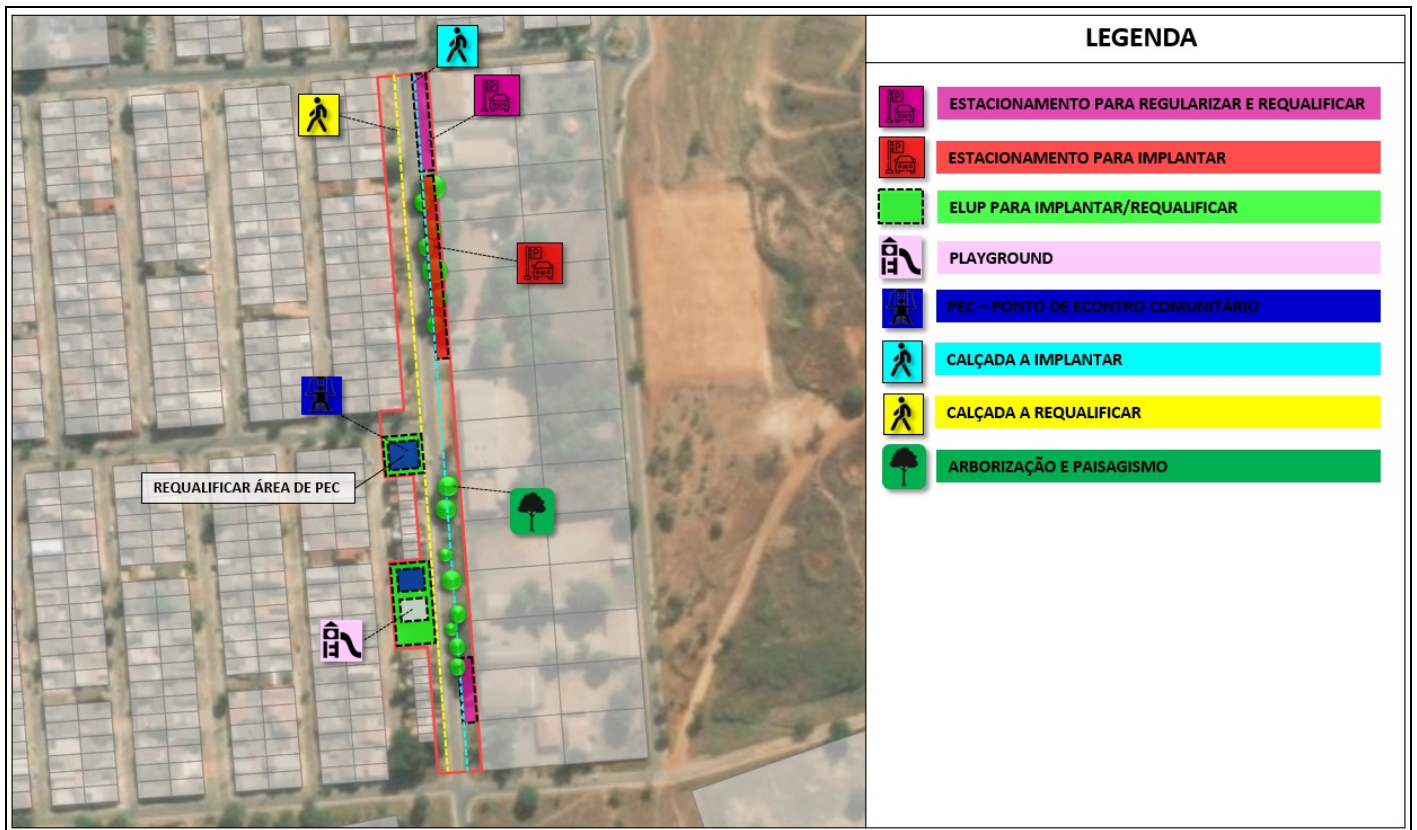 LEGENDA
ESTACIONAMENTO PARA REGULARIZAR E REQUALIFICAR
ESTACIONAMENTO PARA IMPLANTAR
ELUP PARA IMPLANTAR/REQUALIFICAR
PLAYGROUND
PEC – PONTO DE ECONTRO COMUNITÁRIO
CALÇADA A IMPLANTAR
CALÇADA A REQUALIFICAR
ARBORIZAÇÃO E PAISAGISMO
REQUALIFICAR ÁREA DE PEC